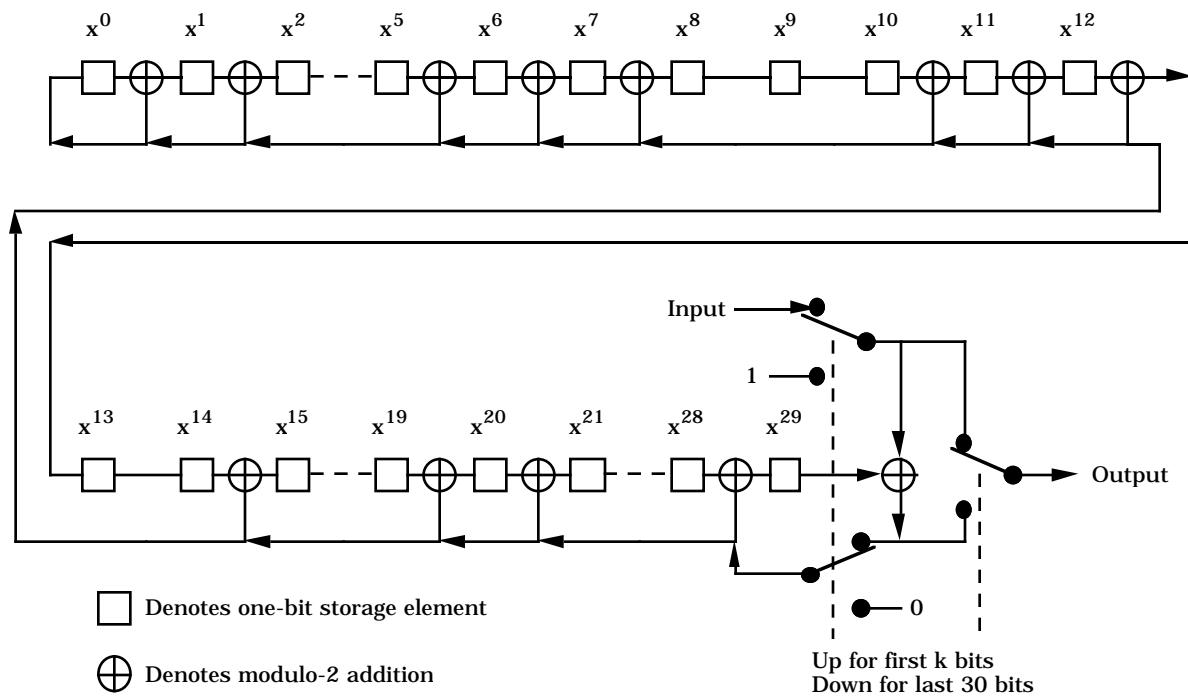 x⁰ x¹ x² x⁵ x⁶ x⁷ x⁸ x⁹ x¹⁰ x¹¹ x¹²
Input
1
x¹³ x¹⁴ x¹⁵ x¹⁹ x²⁰ x²¹ x²⁸ x²⁹
Output
0
Denotes one-bit storage element
Denotes modulo-2 addition
Up for first k bits
Down for last 30 bits